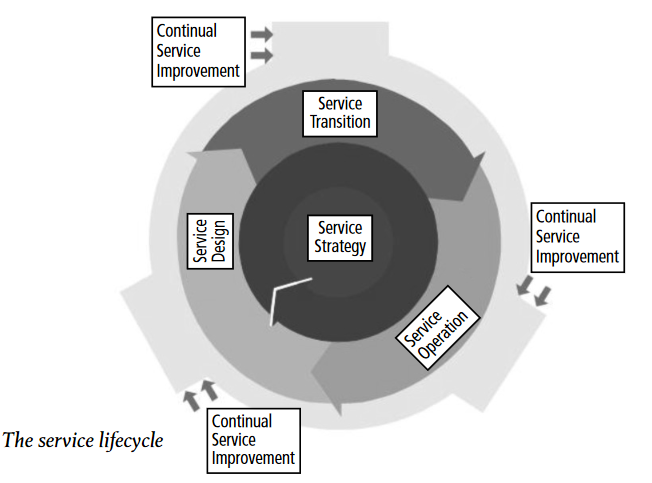 Continual
Service
Improvement
Service
Transition
Service
Design
Service
Strategy
Continual
Service
Improvement
Service
Operation
Continual
Service
Improvement
The service lifecycle